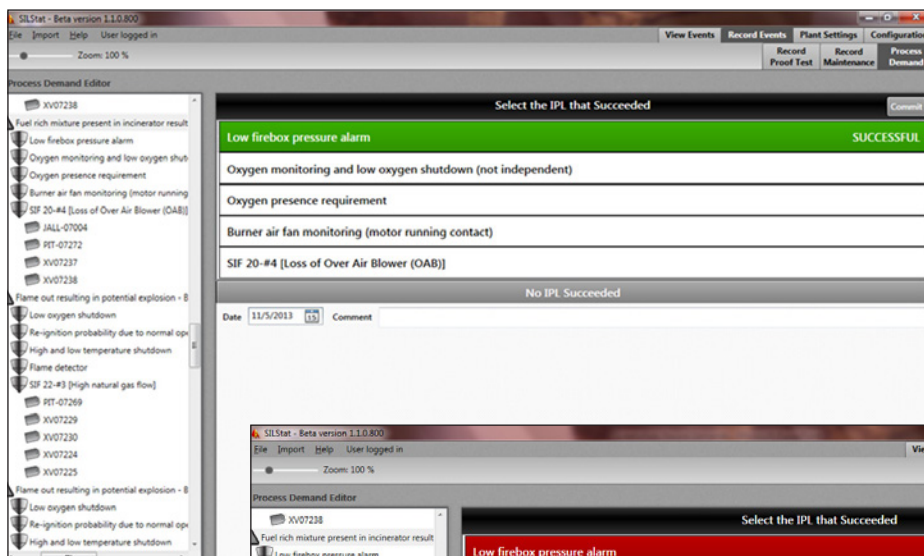 SILStat - Beta version 1.1.0.800
File Import Help User logged in
View Events Record Events Plant Settings Configuration
Zoom: 100 %
Record Proof Test
Record Maintenance
Process Demand
Process Demand Editor
XV07238
Fuel rich mixture present in incinerator result
Low firebox pressure alarm
Oxygen monitoring and low oxygen shut
Oxygen presence requirement
Burner air fan monitoring (motor running
SIF 20-#4 [Loss of Over Air Blower (OAB)]
JALL-07004
PIT-07272
XV07237
XV07238
Flame out resulting in potential explosion - B
Low oxygen shutdown
Re-ignition probability due to normal ope
High and low temperature shutdown
Flame detector
SIF 22-#3 [High natural gas flow]
PIT-07269
XV07229
XV07230
XV07224
XV07225
Flame out resulting in potential explosion - B
Low oxygen shutdown
Re-ignition probability due to normal ope
High and low temperature shutdown
Select the IPL that Succeeded
Commit
Low firebox pressure alarm SUCCESSFUL
Oxygen monitoring and low oxygen shutdown (not independent)
Oxygen presence requirement
Burner air fan monitoring (motor running contact)
SIF 20-#4 [Loss of Over Air Blower (OAB)]
No IPL Succeeded
Date 11/5/2013 15 Comment
SILStat - Beta version 1.1.0.800
File Import Help User logged in
Vie
Zoom: 100 %
Process Demand Editor
XV07238
Fuel rich mixture present in incinerator result
Low firebox pressure alarm
Select the IPL that Succeeded
Low firebox pressure alarm